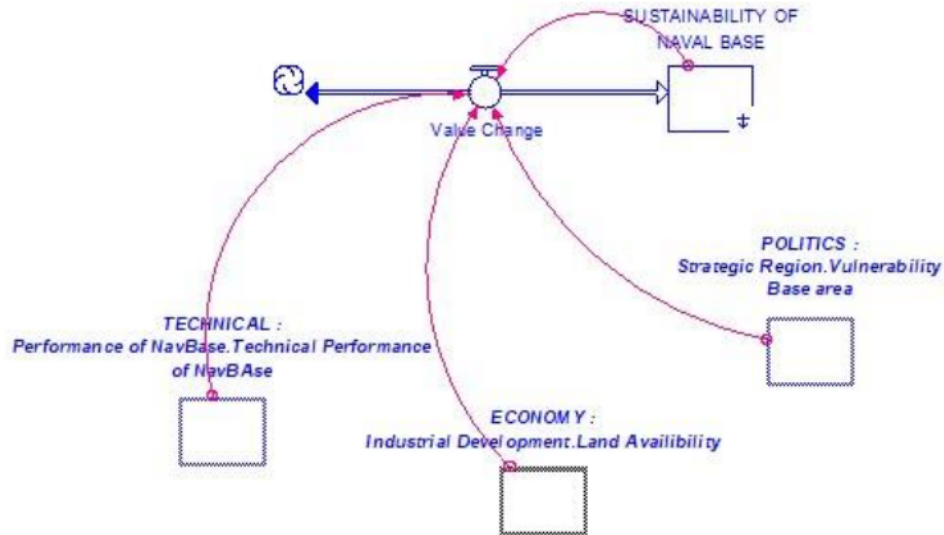 SUSTAINABILITY OF
NAVAL BASE
Value Change
POLITICS :
Strategic Region.Vulnerability
Base area
TECHNICAL :
Performance of NavBase.Technical Performance
of NavBAse
ECONOMY :
Industrial Development.Land Availibility